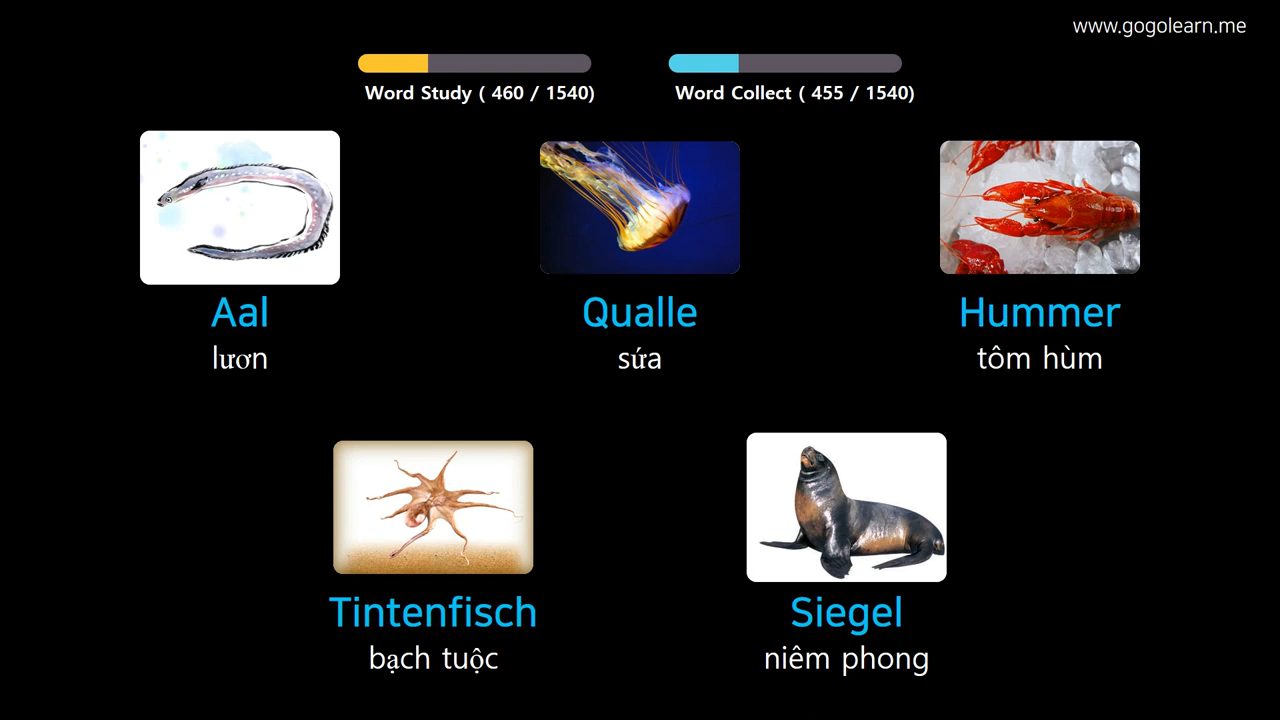 www.gogolearn.me
Word Study ( 460 / 1540)
Word Collect ( 455 / 1540)
Aal
Qualle
Hummer
lươn
sứa
tôm hùm
Tintenfisch
Siegel
bạch tuộc
niêm phong